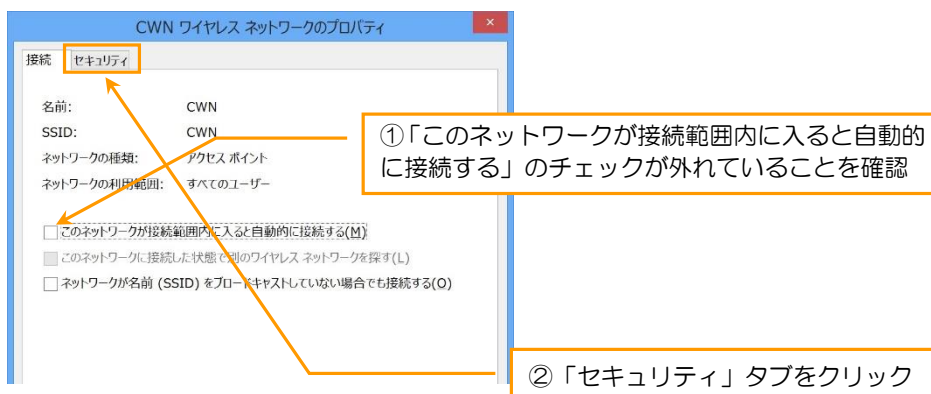 CWN ワイヤレス ネットワークのプロパティ
接続 セキュリティ
名前: CWN
SSID: CWN
ネットワークの種類: アクセス ポイント
ネットワークの利用範囲: すべてのユーザー
①「このネットワークが接続範囲内に入ると自動的
に接続する」のチェックが外れていることを確認
このネットワークが接続範囲内に入ると自動的に接続する(M)
このネットワークに接続した状態で別のワイヤレス ネットワークを探す(L)
ネットワークが名前 (SSID) をブロードキャストしていない場合でも接続する(O)
②「セキュリティ」タブをクリック